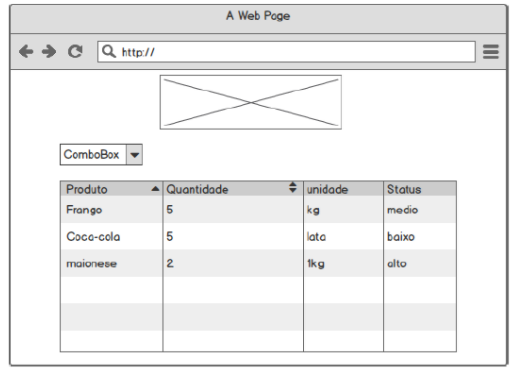 A Web Page
http://
ComboBox
Produto Quantidade unidade Status
Frango 5 kg medio
Coca-cola 5 lata baixo
maionese 2 1kg alto